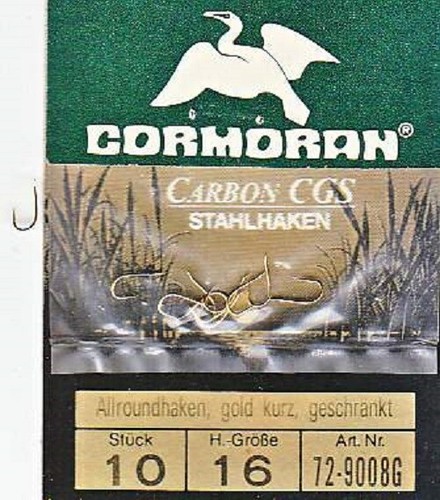 CORMORAN®
CARBON CGS
STAHLHAKEN
Allroundhaken, gold kurz, geschränkt
Stück H.-Größe Art. Nr.
10 16 72-9008G